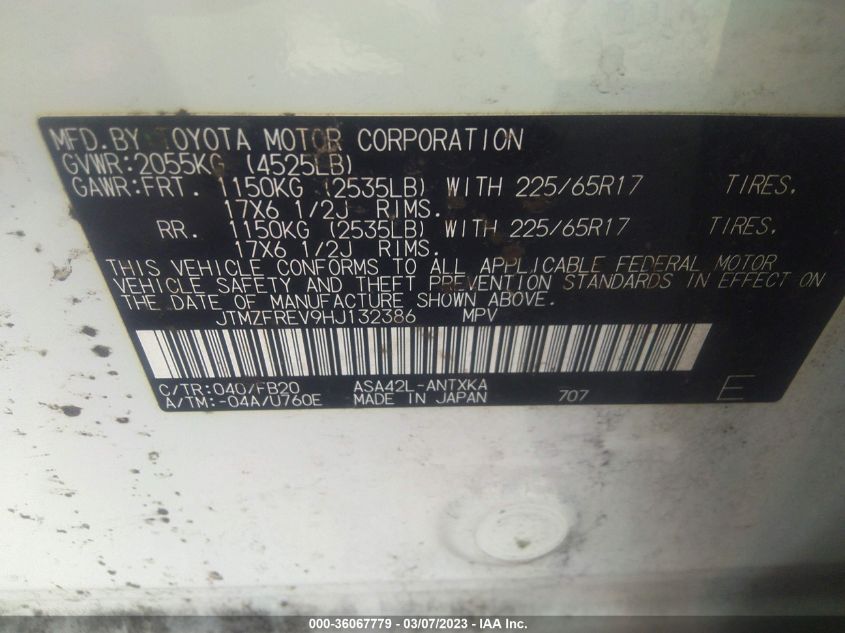 MFD.BY TOYOTA MOTOR CORPORATION
GVWR:2055KG (4525LB)
GAWR:FRT. 1150KG (2535LB) WITH 225/65R17 TIRES.
17X6 1/2J RIMS.
RR. 1150KG (2535LB) WITH 225/65R17 TIRES.
17X6 1/2J RIMS.
THIS VEHICLE CONFORMS TO ALL APPLICABLE FEDERAL MOTOR
VEHICLE SAFETY AND THEFT PREVENTION STANDARDS IN EFFECT ON
THE DATE OF MANUFACTURE SHOWN ABOVE.
JTMZFREV9HJ132386 MPV
C/TR:040/FB20 ASA42L-ANTXKA
A/TM:-04A/U760E MADE IN JAPAN 707 E
000-36067779 - 03/07/2023 - IAA Inc.